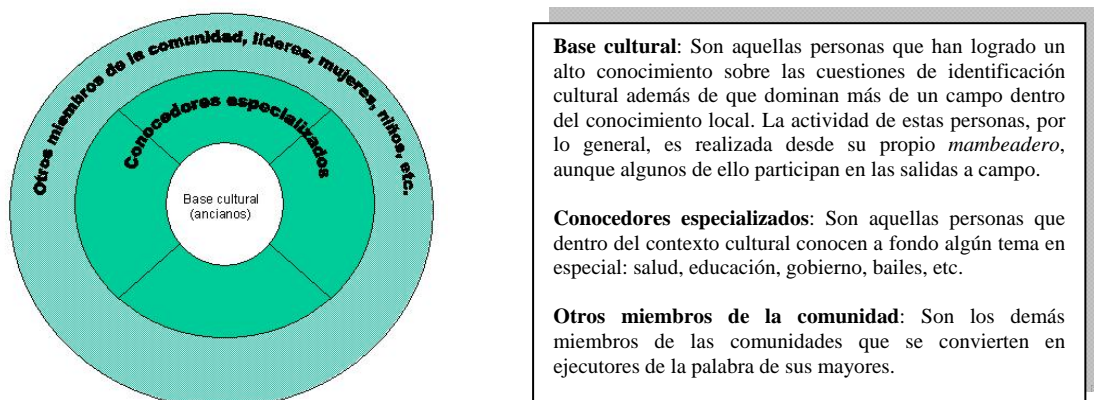 Otros miembros de la comunidad, líderes, mujeres, niños, etc.
Conocedores especializados
Base cultural
(ancianos)
Base cultural: Son aquellas personas que han logrado un
alto conocimiento sobre las cuestiones de identificación
cultural además de que dominan más de un campo dentro
del conocimiento local. La actividad de estas personas, por
lo general, es realizada desde su propio mambeadero,
aunque algunos de ello participan en las salidas a campo.
Conocedores especializados: Son aquellas personas que
dentro del contexto cultural conocen a fondo algún tema en
especial: salud, educación, gobierno, bailes, etc.
Otros miembros de la comunidad: Son los demás
miembros de las comunidades que se convierten en
ejecutores de la palabra de sus mayores.